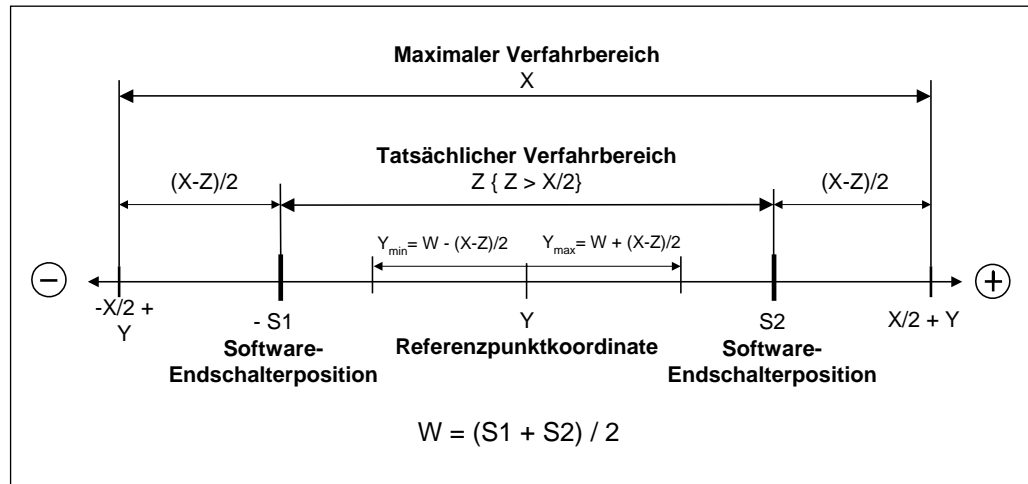 Maximaler Verfahrbereich
X
Tatsächlicher Verfahrbereich
(X-Z)/2
Z { Z > X/2}
(X-Z)/2
Ymin= W - (X-Z)/2
Ymax= W + (X-Z)/2
−
+
-X/2 +
Y
- S1
Y
S2
X/2 + Y
Software-
Endschalterposition
Referenzpunktkoordinate
Software-
Endschalterposition
W = (S1 + S2) / 2